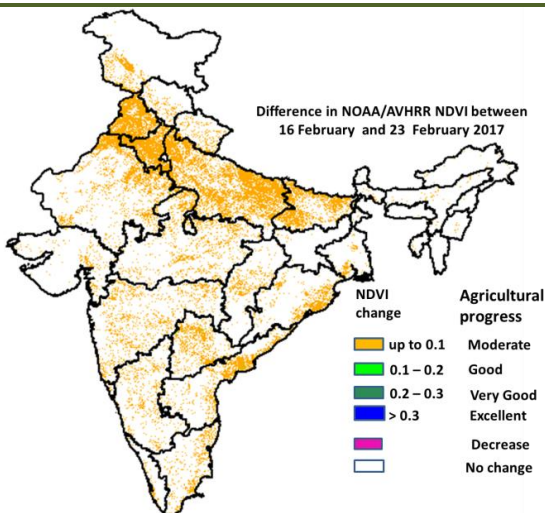 Difference in NOAA/AVHRR NDVI between
16 February and 23 February 2017
NDVI change
Agricultural progress
up to 0.1 Moderate
0.1 – 0.2 Good
0.2 – 0.3 Very Good
> 0.3 Excellent
Decrease
No change